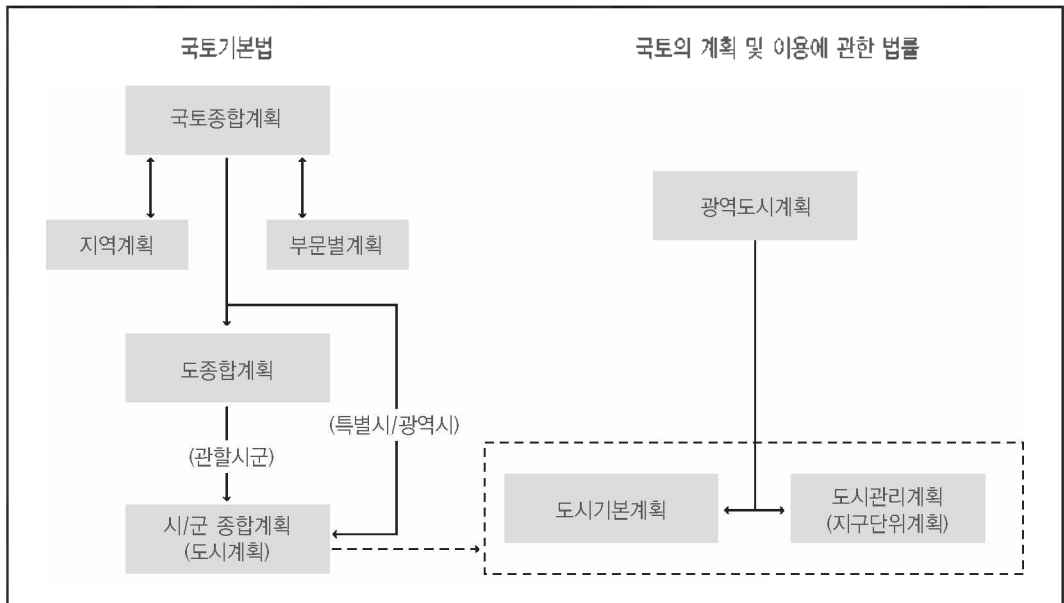 국토기본법
국토의 계획 및 이용에 관한 법률
국토종합계획
광역도시계획
지역계획
부문별계획
도종합계획
(특별시/광역시)
(관할시군)
시/군 종합계획
(도시계획)
도시기본계획
도시관리계획
(지구단위계획)